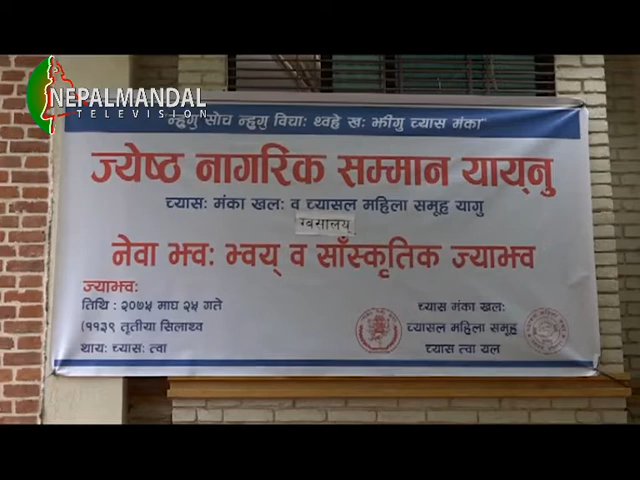 NEPALMANDAL
TELEVISION
न्हुगु सोच न्हुगु विचाः ध्वहे खः झीगु च्यास मंका"
ज्येष्ठ नागरिक सम्मान यायनु
च्यासः मंका खलः व च्यासल महिला समूह यागु
ग्वसालय्
नेवा झ्वः भ्वय् व साँस्कृतिक ज्याझ्व
ज्याझ्वः
तिथि : २०७५ माघ २५ गते
(११३९ तृतीया सिलाथ्व
थाय: च्यासः त्वा
च्यासः मंका खलः
च्यासल महिला समूह
च्यासः त्वा यल